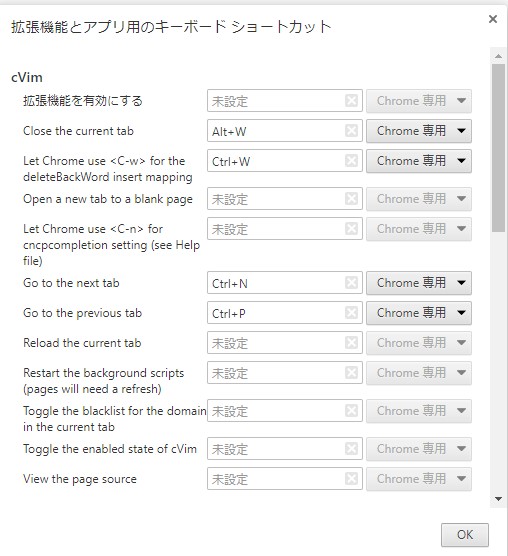 拡張機能とアプリ用のキーボード ショートカット
cVim
拡張機能を有効にする 未設定 Chrome 専用
Close the current tab Alt+W Chrome 専用
Let Chrome use <C-w> for the
deleteBackWord insert mapping Ctrl+W Chrome 専用
Open a new tab to a blank page 未設定 Chrome 専用
Let Chrome use <C-n> for
cncpcompletion setting (see Help
file) 未設定 Chrome 専用
Go to the next tab Ctrl+N Chrome 専用
Go to the previous tab Ctrl+P Chrome 専用
Reload the current tab 未設定 Chrome 専用
Restart the background scripts
(pages will need a refresh) 未設定 Chrome 専用
Toggle the blacklist for the domain
in the current tab 未設定 Chrome 専用
Toggle the enabled state of cVim 未設定 Chrome 専用
View the page source 未設定 Chrome 専用
OK